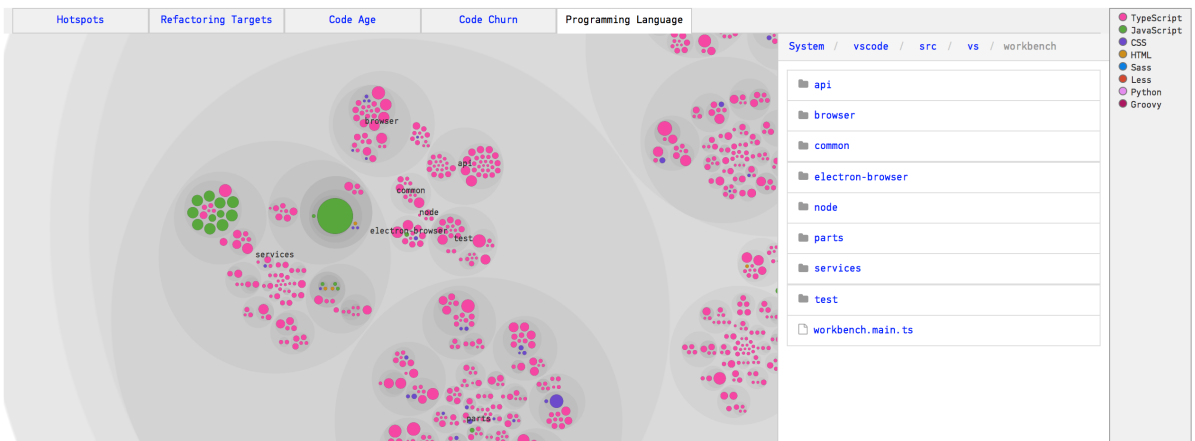 Hotspots
Refactoring Targets
Code Age
Code Churn
Programming Language
System / vscode / src / vs / workbench
api
browser
common
electron-browser
node
parts
services
test
workbench.main.ts
TypeScript
JavaScript
CSS
HTML
Sass
Less
Python
Groovy
browser
api
common
node
electron-browser
test
services
parts